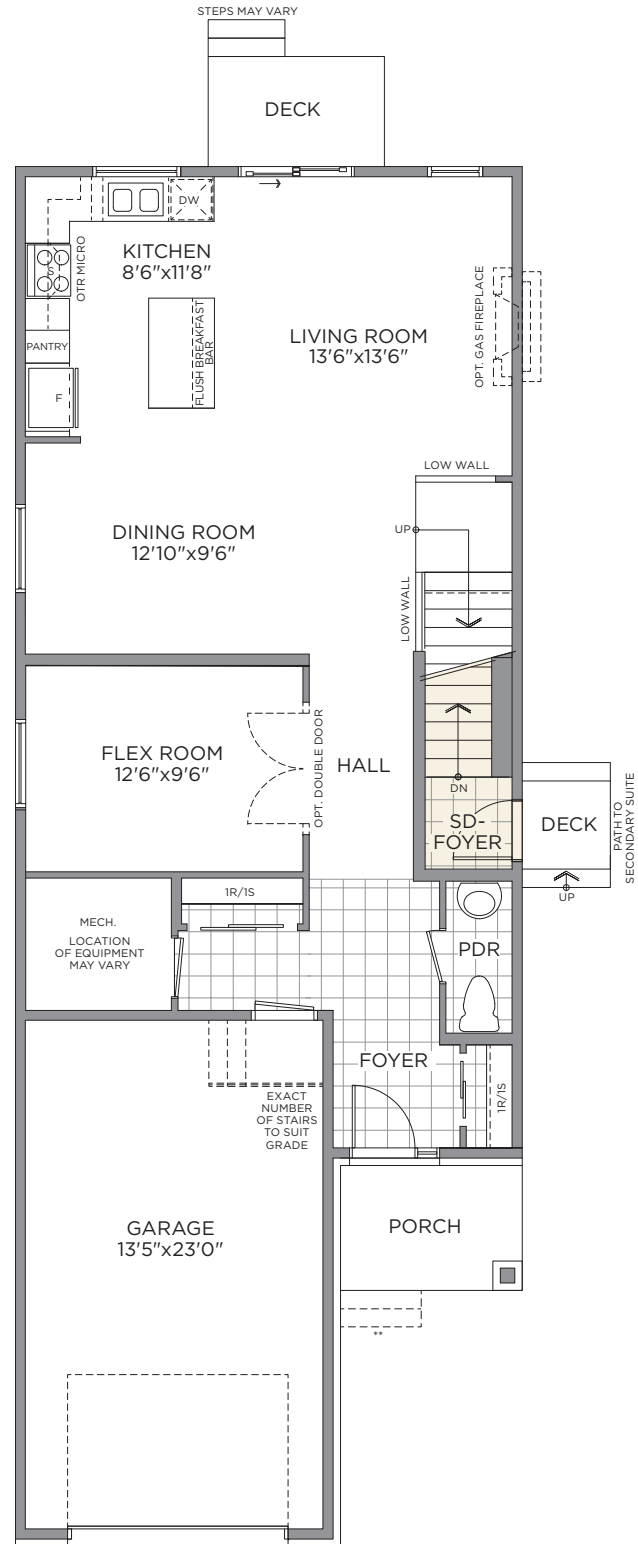 STEPS MAY VARY
DECK
DW
KITCHEN
8'6"x11'8"
OTR MICRO
S
PANTRY
F
FLUSH BREAKFAST
BAR
LIVING ROOM
13'6"x13'6"
OPT. GAS FIREPLACE
LOW WALL
UP
DINING ROOM
12'10"x9'6"
LOW WALL
FLEX ROOM
12'6"x9'6"
OPT. DOUBLE DOOR
HALL
DN
SD-
FOYER
DECK
PATH TO
SECONDARY SUITE
UP
1R/1S
MECH.
LOCATION
OF EQUIPMENT
MAY VARY
PDR
FOYER
1R/1S
EXACT
NUMBER
OF STAIRS
TO SUIT
GRADE
GARAGE
13'5"x23'0"
PORCH
**